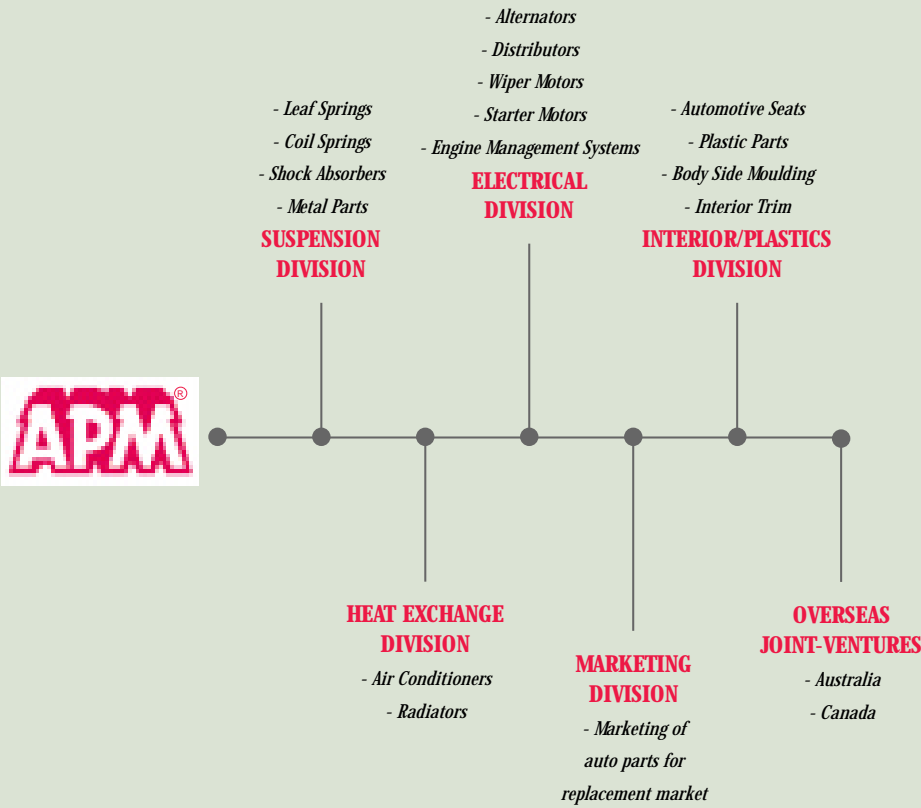 - Alternators
- Distributors
- Wiper Motors
- Starter Motors
- Engine Management Systems
ELECTRICAL
DIVISION
- Leaf Springs
- Coil Springs
- Shock Absorbers
- Metal Parts
SUSPENSION
DIVISION
- Automotive Seats
- Plastic Parts
- Body Side Moulding
- Interior Trim
INTERIOR/PLASTICS
DIVISION
APM®
HEAT EXCHANGE
DIVISION
- Air Conditioners
- Radiators
MARKETING
DIVISION
- Marketing of
auto parts for
replacement market
OVERSEAS
JOINT-VENTURES
- Australia
- Canada